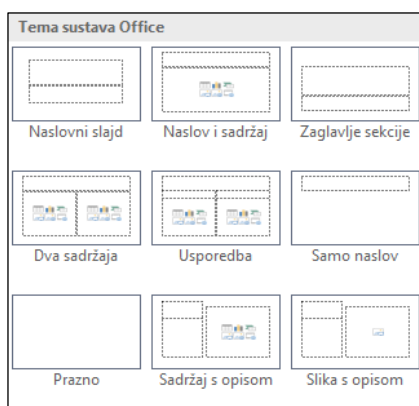 Tema sustava Office
Naslovni slajd
Naslov i sadržaj
Zaglavlje sekcije
Dva sadržaja
Usporedba
Samo naslov
Prazno
Sadržaj s opisom
Slika s opisom